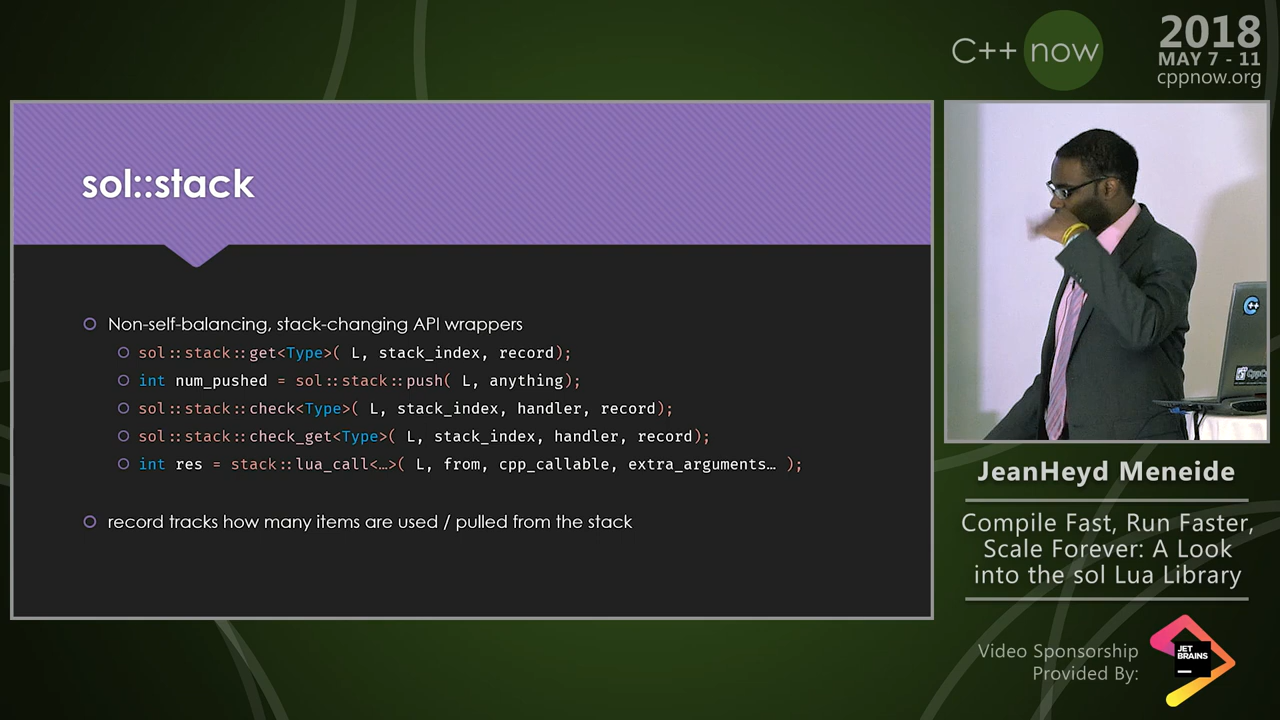 C++ now
2018
MAY 7 - 11
cppnow.org
sol::stack
Non-self-balancing, stack-changing API wrappers
sol::stack::get<Type>( L, stack_index, record);
int num_pushed = sol::stack::push( L, anything);
sol::stack::check<Type>( L, stack_index, handler, record);
sol::stack::check_get<Type>( L, stack_index, handler, record);
int res = stack::lua_call<…>( L, from, cpp_callable, extra_arguments… );
record tracks how many items are used / pulled from the stack
JeanHeyd Meneide
Compile Fast, Run Faster,
Scale Forever: A Look
into the sol Lua Library
Video Sponsorship
Provided By:
JET
BRAINS